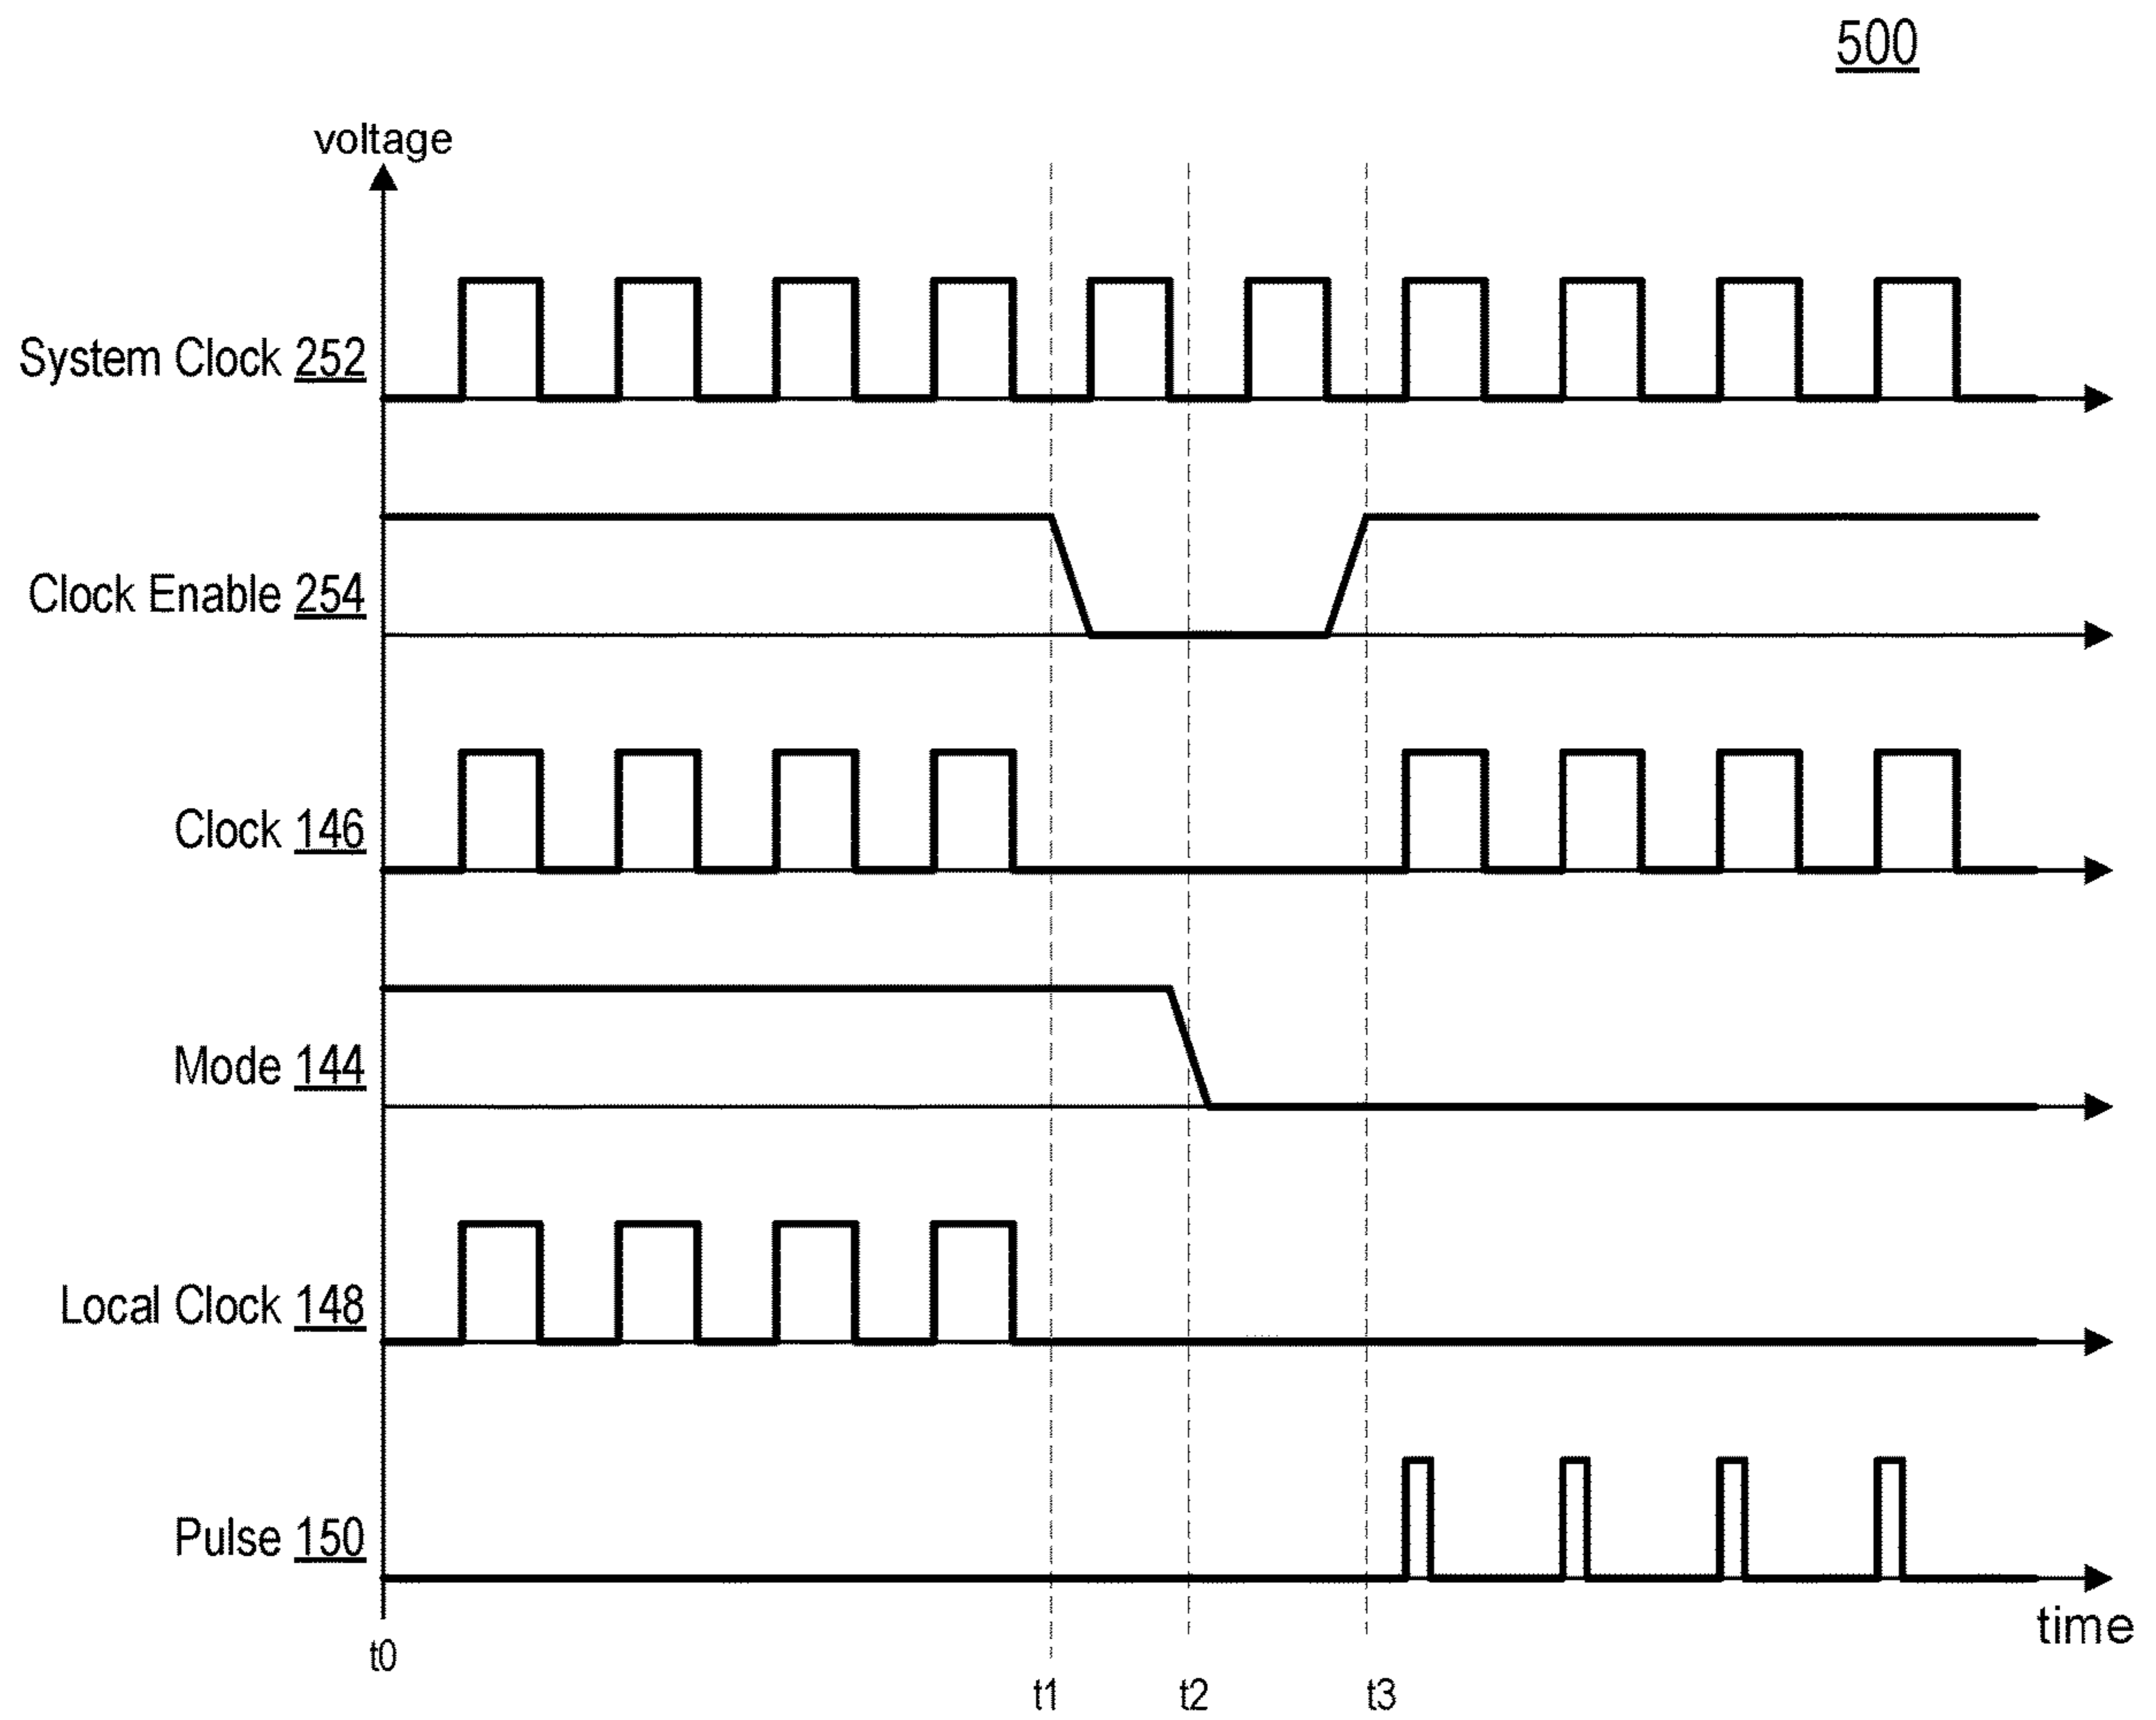 500
voltage
System Clock 252
Clock Enable 254
Clock 146
Mode 144
Local Clock 148
Pulse 150
time
t0
t1 t2 t3